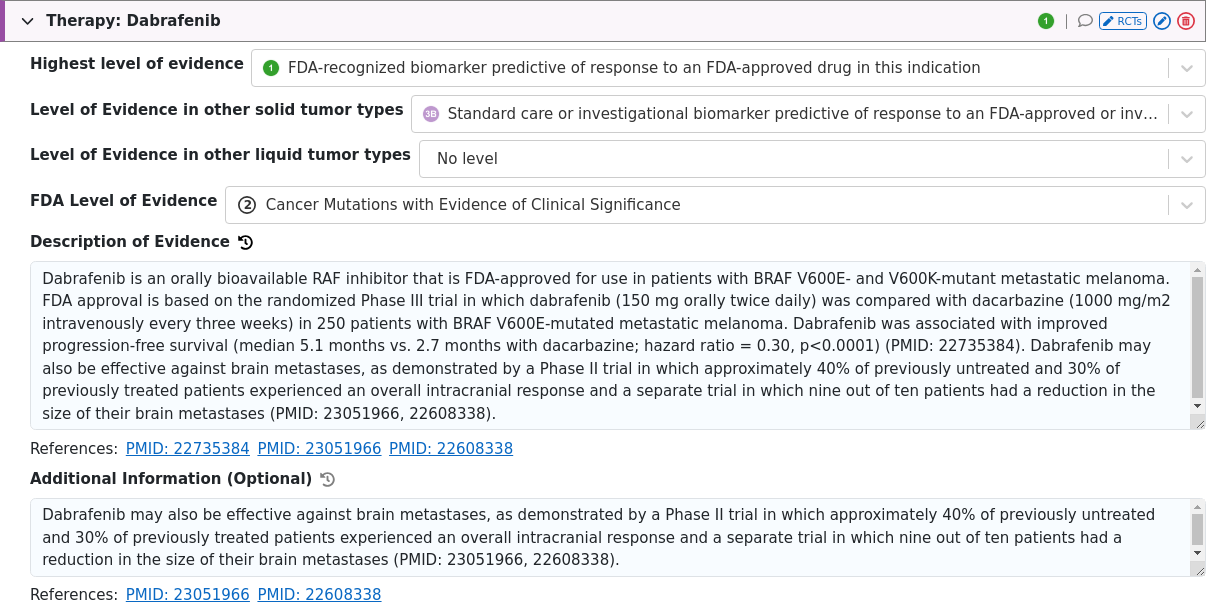 Therapy: Dabrafenib
1 | RCTs
Highest level of evidence
1 FDA-recognized biomarker predictive of response to an FDA-approved drug in this indication
Level of Evidence in other solid tumor types
3B Standard care or investigational biomarker predictive of response to an FDA-approved or inv...
Level of Evidence in other liquid tumor types
No level
FDA Level of Evidence
2 Cancer Mutations with Evidence of Clinical Significance
Description of Evidence
Dabrafenib is an orally bioavailable RAF inhibitor that is FDA-approved for use in patients with BRAF V600E- and V600K-mutant metastatic melanoma.
FDA approval is based on the randomized Phase III trial in which dabrafenib (150 mg orally twice daily) was compared with dacarbazine (1000 mg/m2
intravenously every three weeks) in 250 patients with BRAF V600E-mutated metastatic melanoma. Dabrafenib was associated with improved
progression-free survival (median 5.1 months vs. 2.7 months with dacarbazine; hazard ratio = 0.30, p<0.0001) (PMID: 22735384). Dabrafenib may
also be effective against brain metastases, as demonstrated by a Phase II trial in which approximately 40% of previously untreated and 30% of
previously treated patients experienced an overall intracranial response and a separate trial in which nine out of ten patients had a reduction in the
size of their brain metastases (PMID: 23051966, 22608338).
References: PMID: 22735384 PMID: 23051966 PMID: 22608338
Additional Information (Optional)
Dabrafenib may also be effective against brain metastases, as demonstrated by a Phase II trial in which approximately 40% of previously untreated
and 30% of previously treated patients experienced an overall intracranial response and a separate trial in which nine out of ten patients had a
reduction in the size of their brain metastases (PMID: 23051966, 22608338).
References: PMID: 23051966 PMID: 22608338